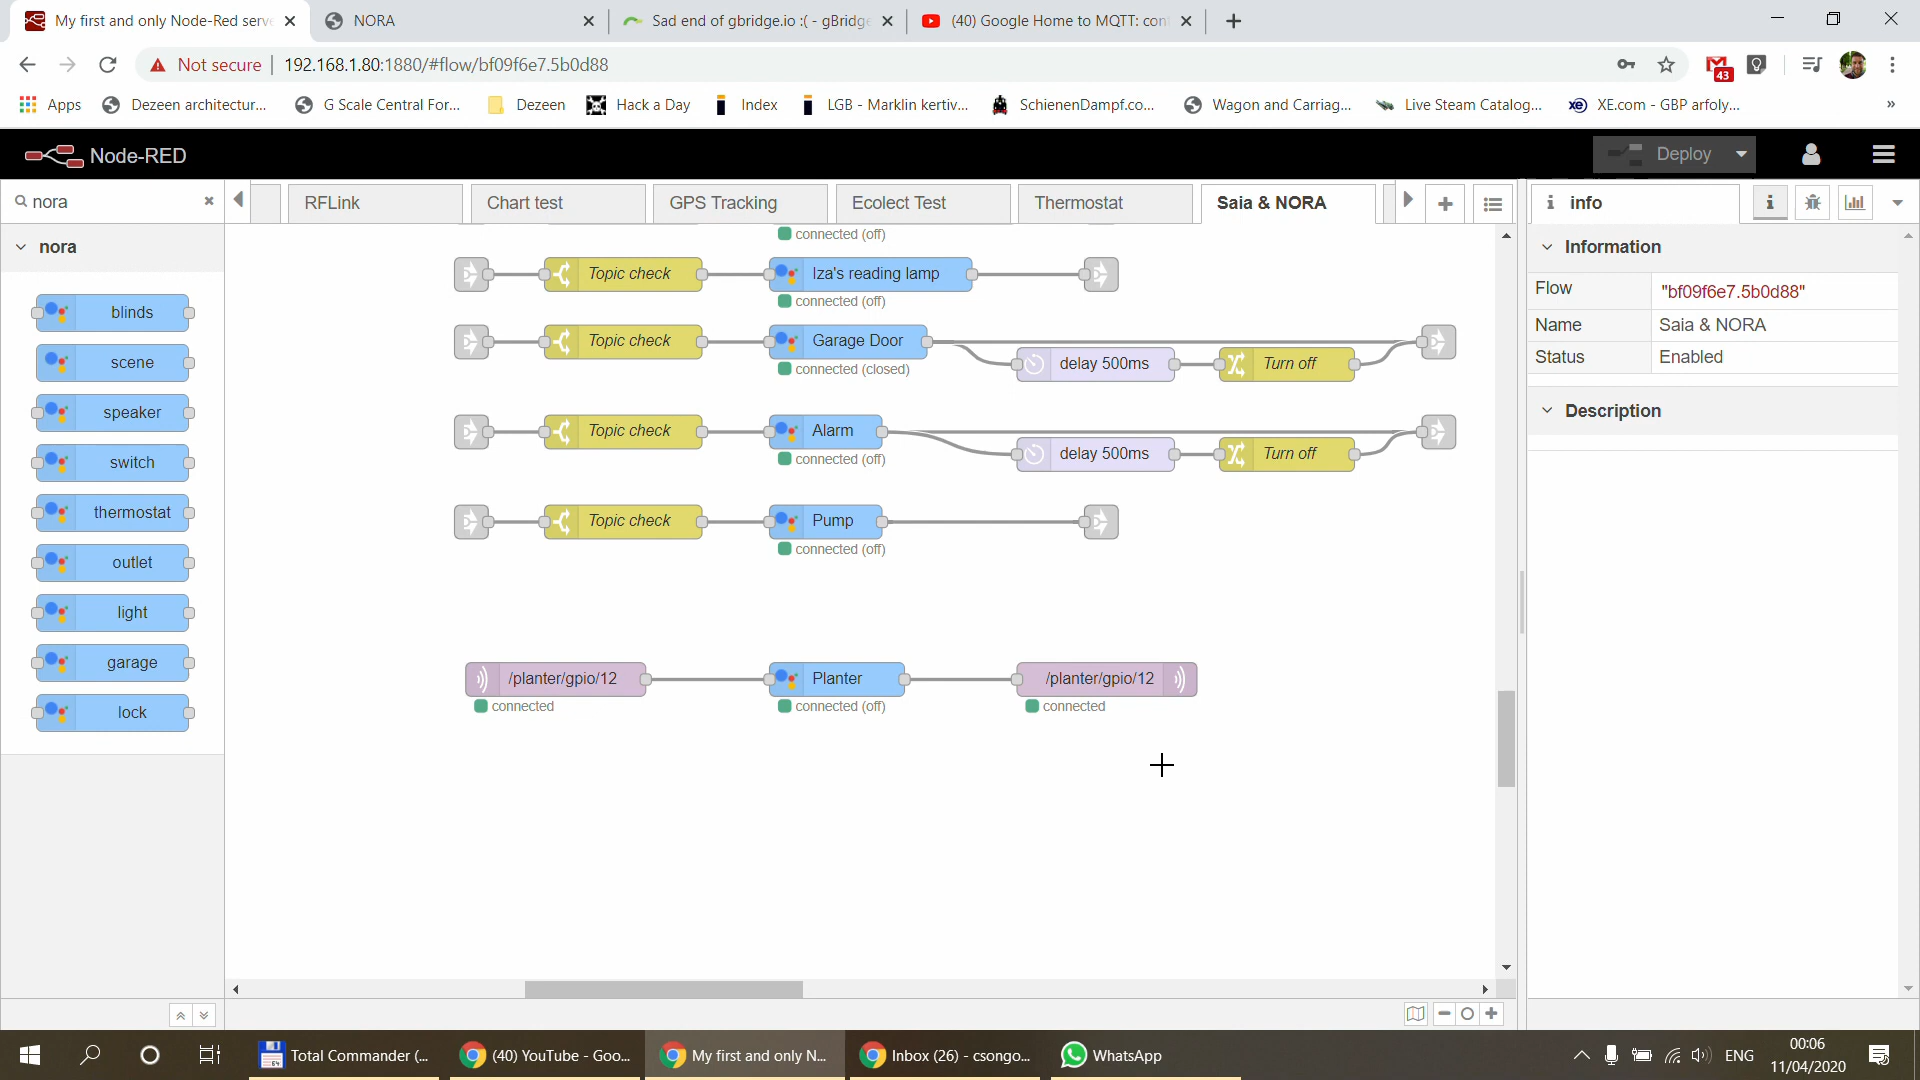 My first and only Node-Red serve
NORA
Sad end of gbridge.io :( - gBridge
(40) Google Home to MQTT: con
Not secure
192.168.1.80:1880/#flow/bf09f6e7.5b0d88
43
Apps
Dezeen architectur...
G Scale Central For...
Dezeen
Hack a Day
Index
LGB - Marklin kertiv...
SchienenDampf.co...
Wagon and Carriag...
Live Steam Catalog...
XE.com - GBP arfoly...
»
Node-RED
Deploy
nora
RFLink
Chart test
GPS Tracking
Ecolect Test
Thermostat
Saia & NORA
info
nora
blinds
scene
speaker
switch
thermostat
outlet
light
garage
lock
connected (off)
Topic check
Iza's reading lamp
connected (off)
Topic check
Garage Door
connected (closed)
delay 500ms
Turn off
Topic check
Alarm
connected (off)
delay 500ms
Turn off
Topic check
Pump
connected (off)
/planter/gpio/12
connected
Planter
connected (off)
/planter/gpio/12
connected
Information
Flow
"bf09f6e7.5b0d88"
Name
Saia & NORA
Status
Enabled
Description
Total Commander (...
(40) YouTube - Goo...
My first and only N...
Inbox (26) - csongo...
WhatsApp
ENG
00:06
11/04/2020